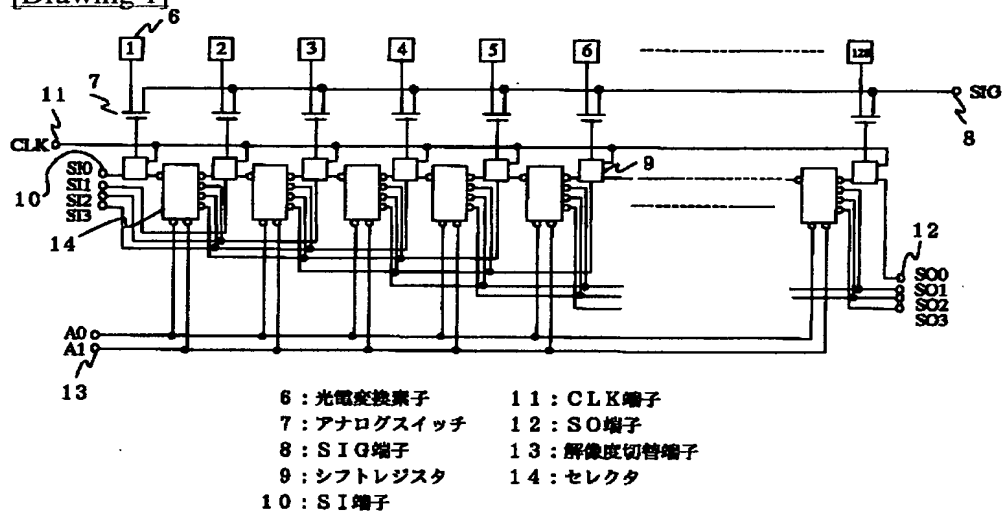 [Drawing 1]
6
1 2 3 4 5 6 128
7
11
SIG
8
CLK
9
10
SI0
SI1
SI2
SI3
14
12
SO0
SO1
SO2
SO3
A0
A1
13
6:光電変換素子
7:アナログスイッチ
8:SIG端子
9:シフトレジスタ
10:SI端子
11:CLK端子
12:SO端子
13:解像度切替端子
14:セレクタ